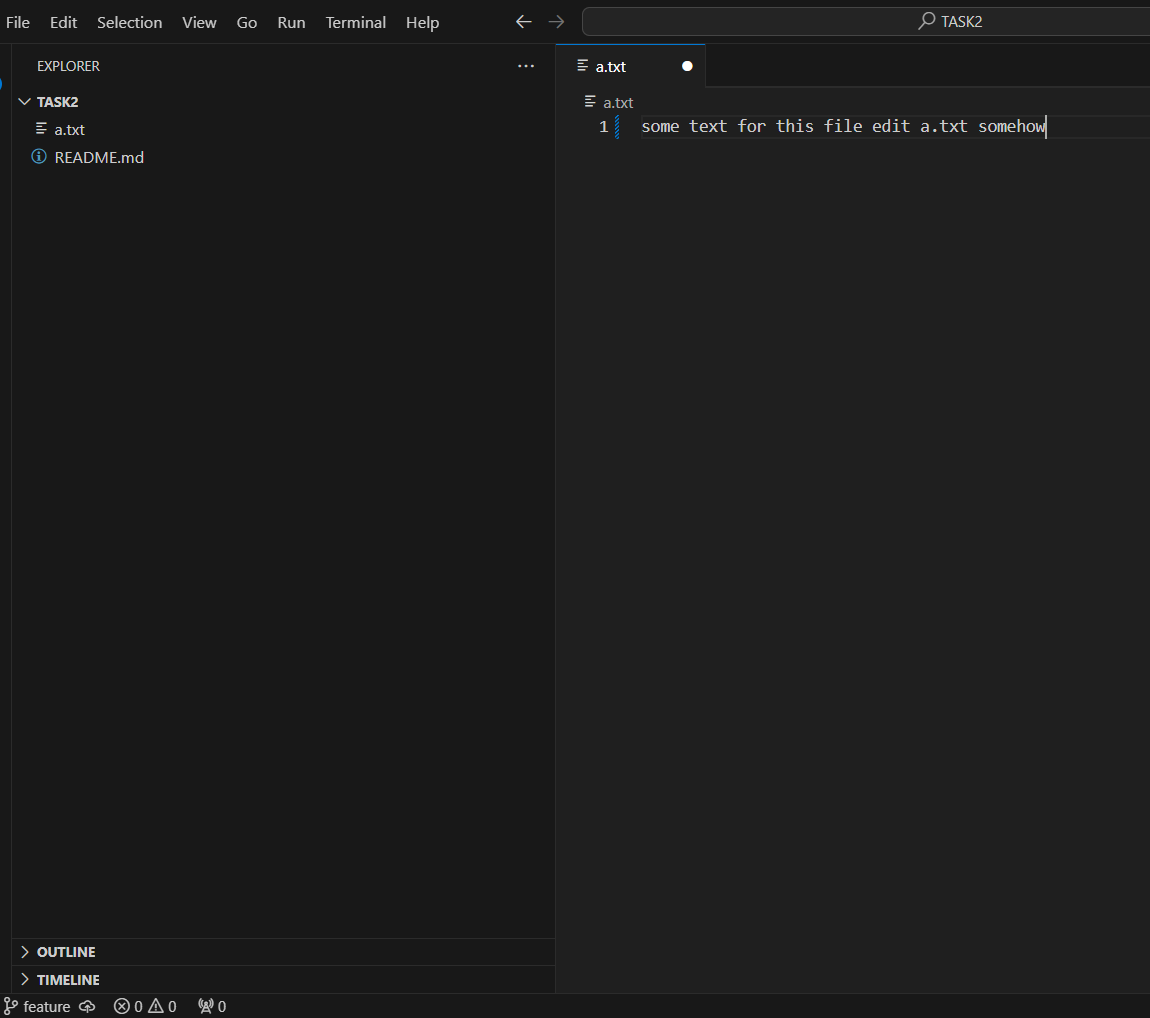 File Edit Selection View Go Run Terminal Help
TASK2
EXPLORER
TASK2
a.txt
README.md
OUTLINE
TIMELINE
a.txt
a.txt
1 some text for this file edit a.txt somehow
feature 0 0 0